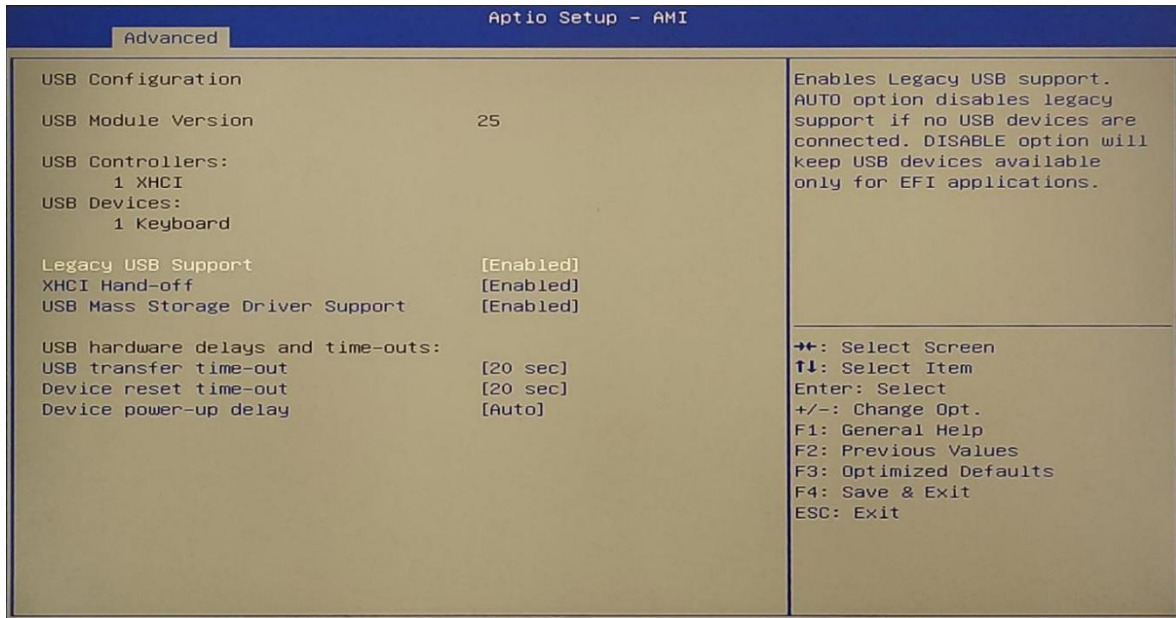 Aptio Setup – AMI
Advanced
USB Configuration
USB Module Version 25
USB Controllers:
1 XHCI
USB Devices:
1 Keyboard
Legacy USB Support [Enabled]
XHCI Hand-off [Enabled]
USB Mass Storage Driver Support [Enabled]
USB hardware delays and time-outs:
USB transfer time-out [20 sec]
Device reset time-out [20 sec]
Device power-up delay [Auto]
Enables Legacy USB support.
AUTO option disables legacy
support if no USB devices are
connected. DISABLE option will
keep USB devices available
only for EFI applications.
→←: Select Screen
↑↓: Select Item
Enter: Select
+/-: Change Opt.
F1: General Help
F2: Previous Values
F3: Optimized Defaults
F4: Save & Exit
ESC: Exit